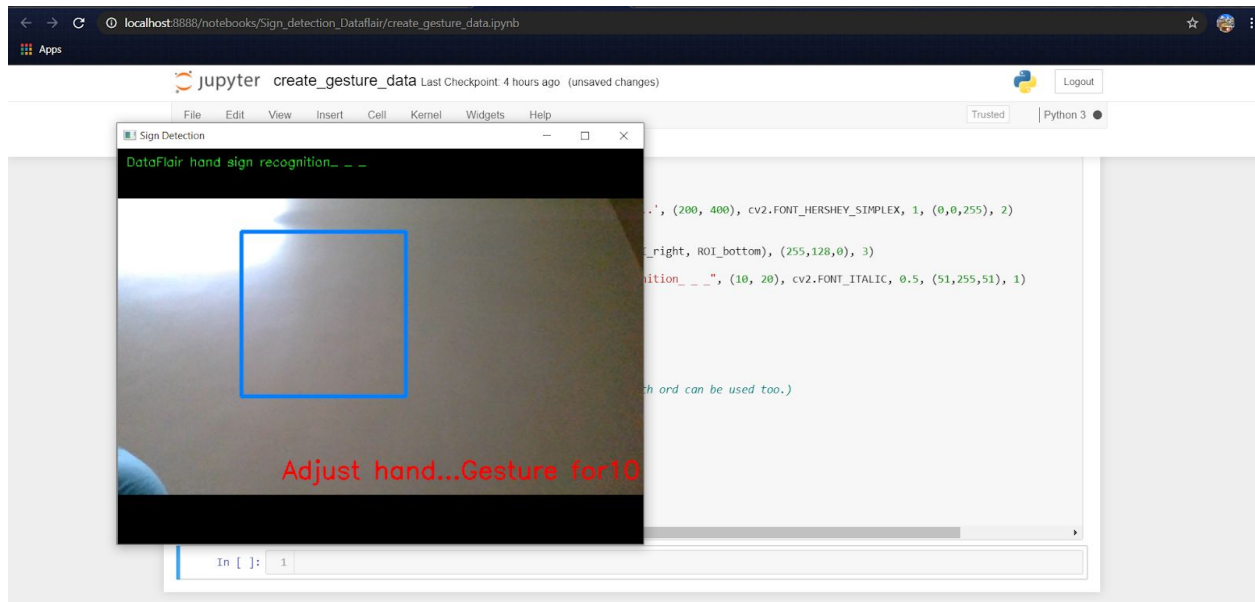 localhost:8888/notebooks/Sign_detection_Dataflair/create_gesture_data.ipynb
Apps
jupyter create_gesture_data Last Checkpoint: 4 hours ago (unsaved changes)
Logout
File Edit View Insert Cell Kernel Widgets Help
Trusted
Python 3
Sign Detection
DataFlair hand sign recognition_ _ _
.', (200, 400), cv2.FONT_HERSHEY_SIMPLEX, 1, (0,0,255), 2)
_right, ROI_bottom), (255,128,0), 3)
nition_ _ _", (10, 20), cv2.FONT_ITALIC, 0.5, (51,255,51), 1)
ord can be used too.)
Adjust hand...Gesture for10
In [ ]: 1